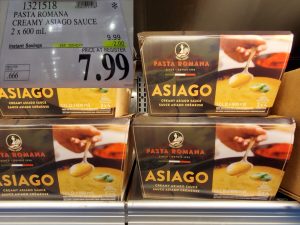 1321518
PASTA ROMANA
CREAMY ASIAGO SAUCE
2 x 600 mL
9.99
Instant Savings
2.00
PRICE AT REGISTER
7.99
.666
PASTA ROMANA
ASIAGO
CREAMY ASIAGO SAUCE
SAUCE ASIAGO CRÉMEUSE
ASIAGO
CREAMY ASIAGO SAUCE
SAUCE ASIAGO CRÉMEUSE
PASTA ROMANA
ASIAGO
CREAMY ASIAGO SAUCE
SAUCE ASIAGO CRÉMEUSE
PASTA ROMANA
ASIAGO
CREAMY ASIAGO SAUCE
SAUCE ASIAGO CRÉMEUSE